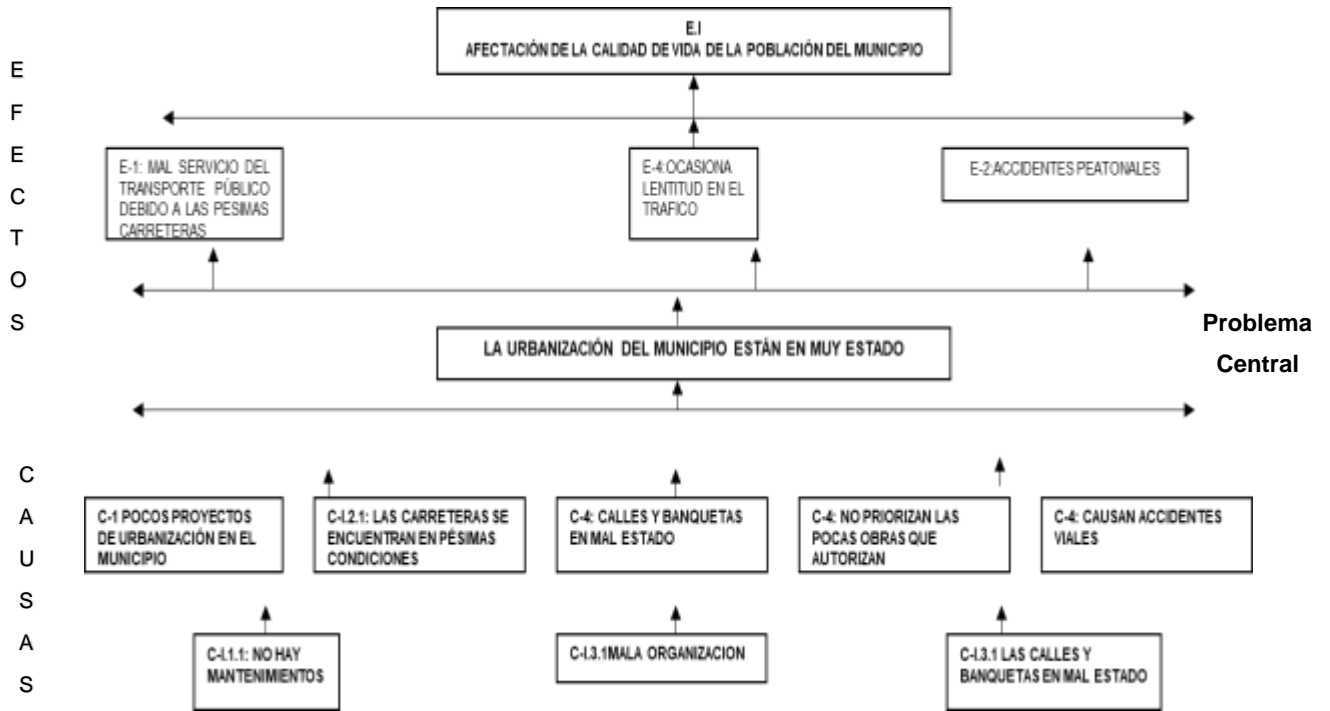 E.I
AFECTACIÓN DE LA CALIDAD DE VIDA DE LA POBLACIÓN DEL MUNICIPIO
E
F
E
C
T
O
S
E-1: MAL SERVICIO DEL
TRANSPORTE PÚBLICO
DEBIDO A LAS PESIMAS
CARRETERAS
E-4:OCASIONA
LENTITUD EN EL
TRAFICO
E-2:ACCIDENTES PEATONALES
LA URBANIZACIÓN DEL MUNICIPIO ESTÁN EN MUY ESTADO
Problema
Central
C
A
U
S
A
S
C-1 POCOS PROYECTOS
DE URBANIZACIÓN EN EL
MUNICIPIO
C-I.2.1: LAS CARRETERAS SE
ENCUENTRAN EN PÉSIMAS
CONDICIONES
C-4: CALLES Y BANQUETAS
EN MAL ESTADO
C-4: NO PRIORIZAN LAS
POCAS OBRAS QUE
AUTORIZAN
C-4: CAUSAN ACCIDENTES
VIALES
C-I.1.1: NO HAY
MANTENIMIENTOS
C-I.3.1MALA ORGANIZACION
C-I.3.1 LAS CALLES Y
BANQUETAS EN MAL ESTADO